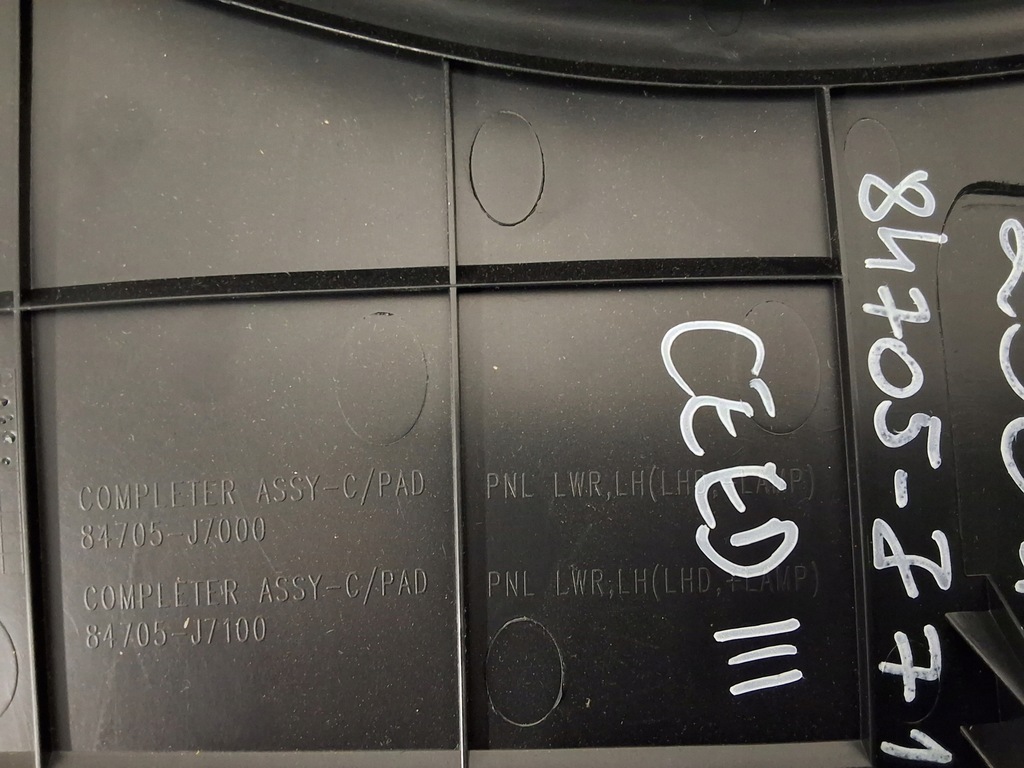 COMPLETER ASSY-C/PAD PNL LWR,LH(LHD,+LAMP)
84705-J7000
COMPLETER ASSY-C/PAD PNL LWR,LH(LHD,+LAMP)
84705-J7100
CEED III
84705-J71